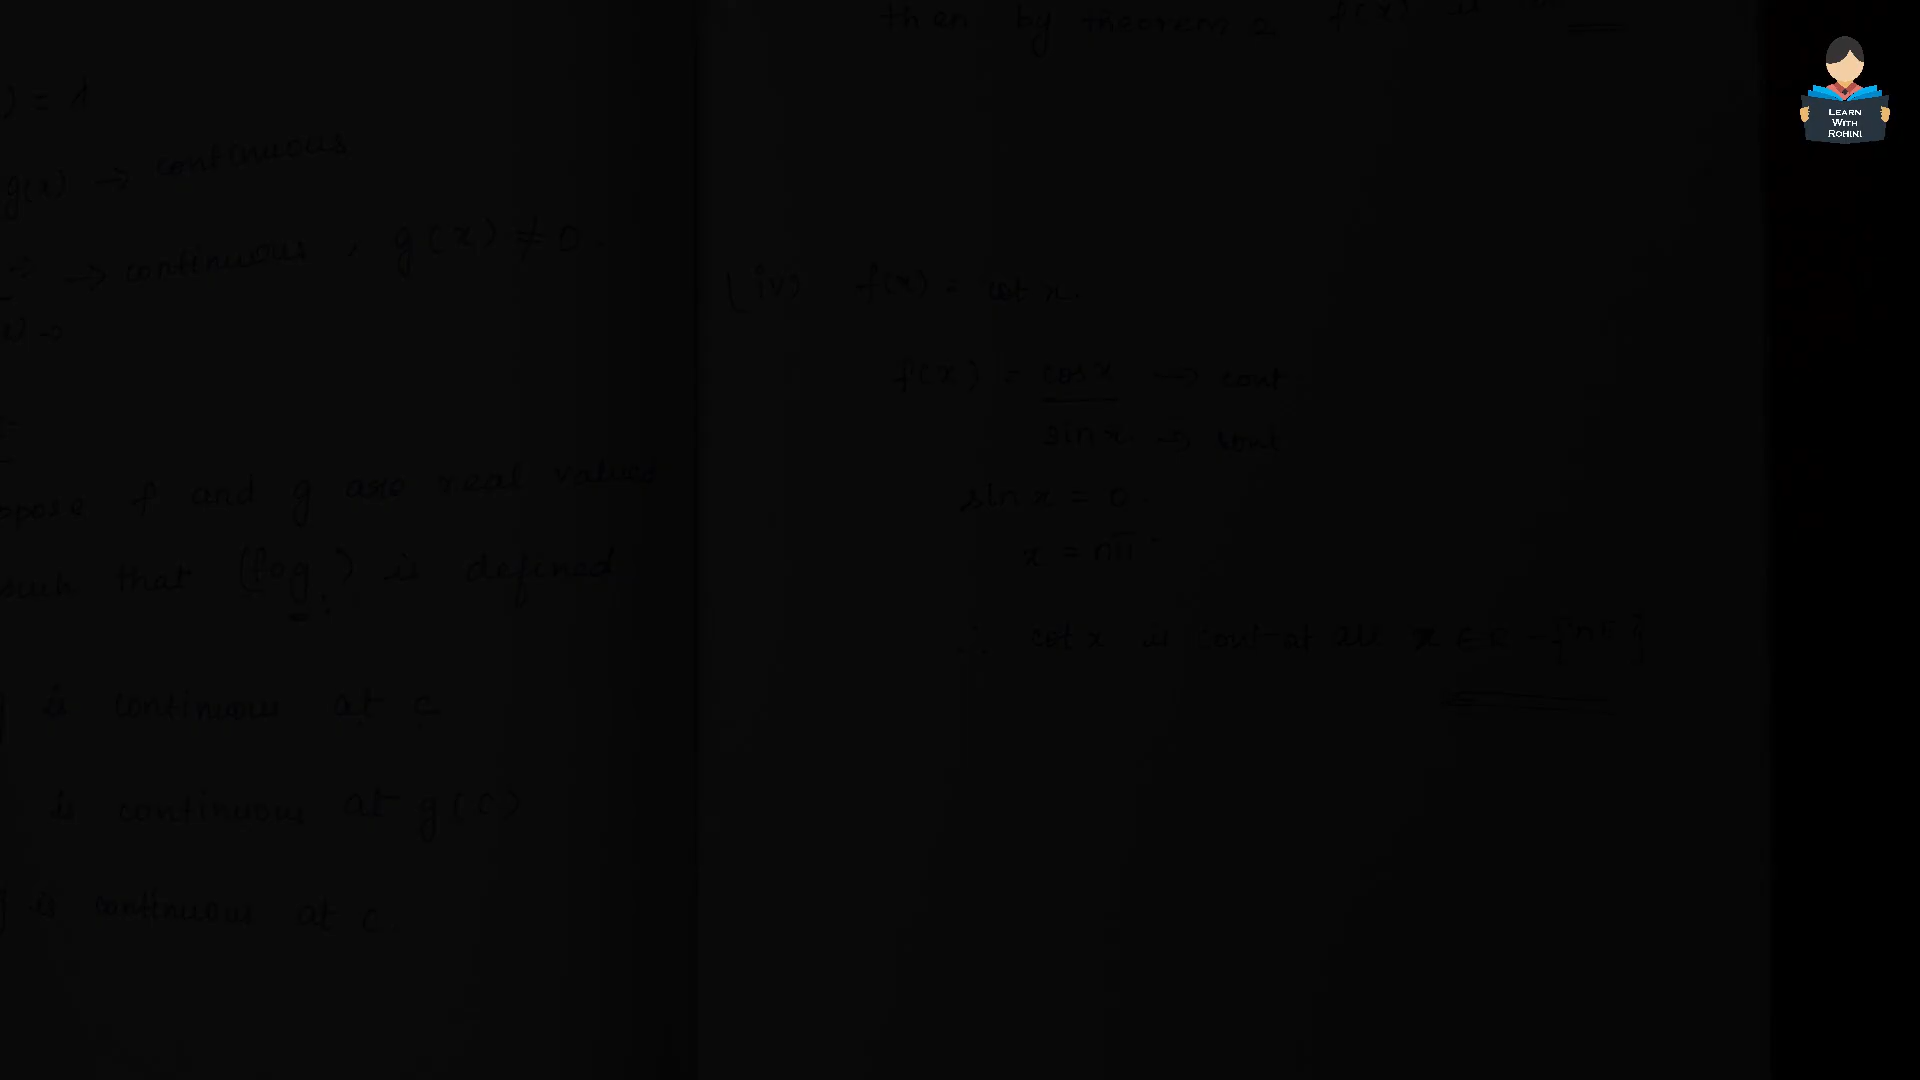 ) = 1
g(x) → continuous
→ continuous, g(x) ≠ 0.
f and g are real valued
such that (fog) is defined
is continuous at c
is continuous at g(c)
g is continuous at c.
then by theorem 2 f(x) is
(iv) f(x) = cot x.
f(x) = cos x → cont
sin x → cont
sin x = 0.
x = nπ
∴ cot x is cont at all x ∈ R - {nπ}
LEARN
WITH
ROHINI